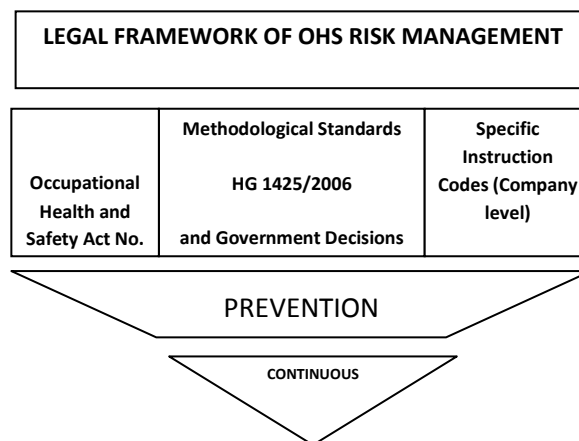 LEGAL FRAMEWORK OF OHS RISK MANAGEMENT
Occupational
Health and
Safety Act No.
Methodological Standards
HG 1425/2006
and Government Decisions
Specific
Instruction
Codes (Company
level)
PREVENTION
CONTINUOUS